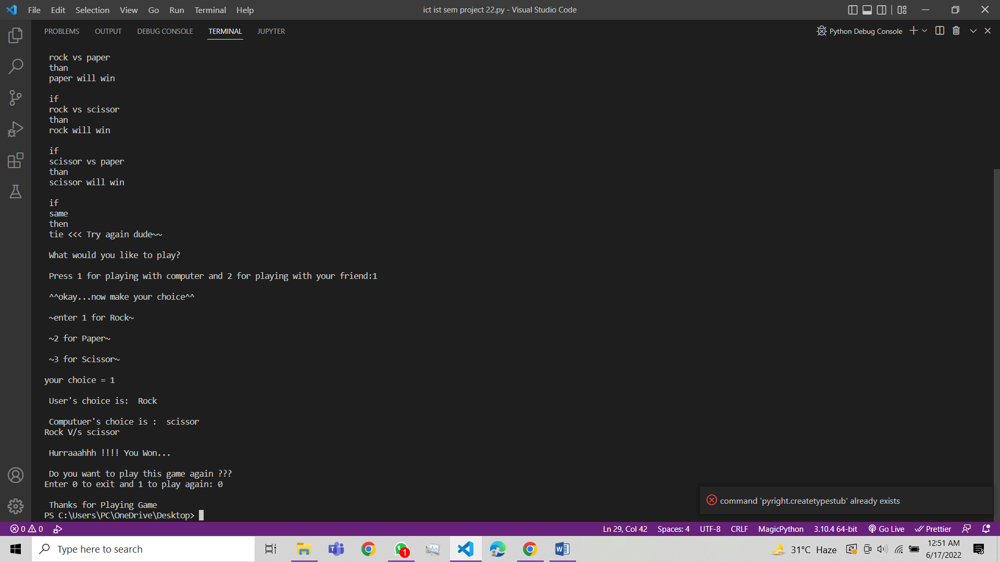 File Edit Selection View Go Run Terminal Help
ict ist sem project 22.py - Visual Studio Code
PROBLEMS OUTPUT DEBUG CONSOLE TERMINAL JUPYTER
Python Debug Console
rock vs paper
than
paper will win
if
rock vs scissor
than
rock will win
if
scissor vs paper
than
scissor will win
if
same
then
tie <<< Try again dude~~
What would you like to play?
Press 1 for playing with computer and 2 for playing with your friend:1
^^okay...now make your choice^^
~enter 1 for Rock~
~2 for Paper~
~3 for Scissor~
your choice = 1
User's choice is:  Rock
Computuer's choice is :  scissor
Rock V/s scissor
Hurraaahhh !!!! You Won...
Do you want to play this game again ???
Enter 0 to exit and 1 to play again: 0
Thanks for Playing Game
PS C:\Users\PC\OneDrive\Desktop>
command 'pyright.createtypestub' already exists
0 0
Ln 29, Col 42 Spaces: 4 UTF-8 CRLF MagicPython 3.10.4 64-bit Go Live Prettier
Type here to search
1
31°C Haze
12:51 AM
6/17/2022